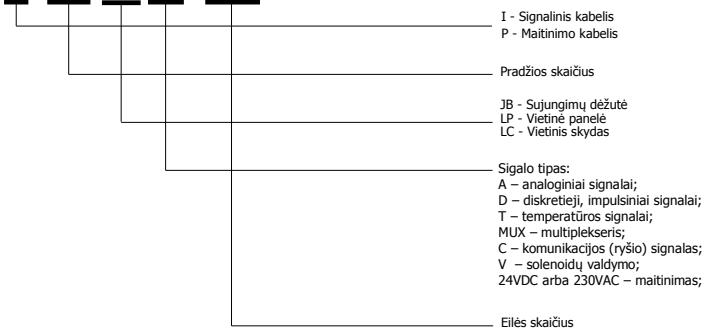 I - Signalinis kabelis
P - Maitinimo kabelis
Pradžios skaičius
JB - Sujungimų dėžutė
LP - Vietinė panelė
LC - Vietinis skydas
Sigalo tipas:
A – analoginiai signalai;
D – diskretieji, impulsiniai signalai;
T – temperatūros signalai;
MUX – multiplekseris;
C – komunikacijos (ryšio) signalas;
V – solenoidų valdymo;
24VDC arba 230VAC – maitinimas;
Eilės skaičius